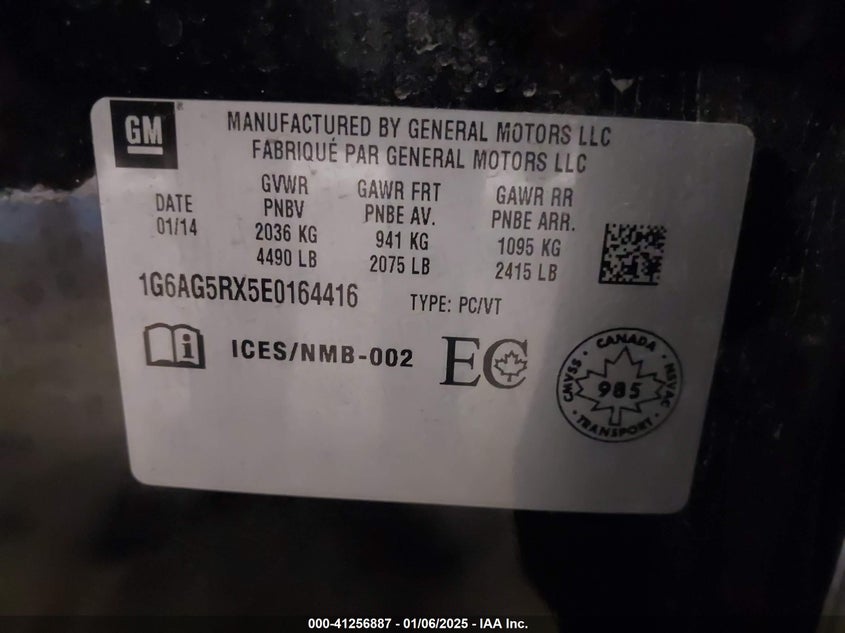 GM
MANUFACTURED BY GENERAL MOTORS LLC
FABRIQUÉ PAR GENERAL MOTORS LLC
DATE
01/14
GVWR
PNBV
2036 KG
4490 LB
GAWR FRT
PNBE AV.
941 KG
2075 LB
GAWR RR
PNBE ARR.
1095 KG
2415 LB
1G6AG5RX5E0164416
TYPE: PC/VT
i
ICES/NMB-002
EC
CANADA
CMVSS
985
NSVAC
TRANSPORT
000-41256887 - 01/06/2025 - IAA Inc.